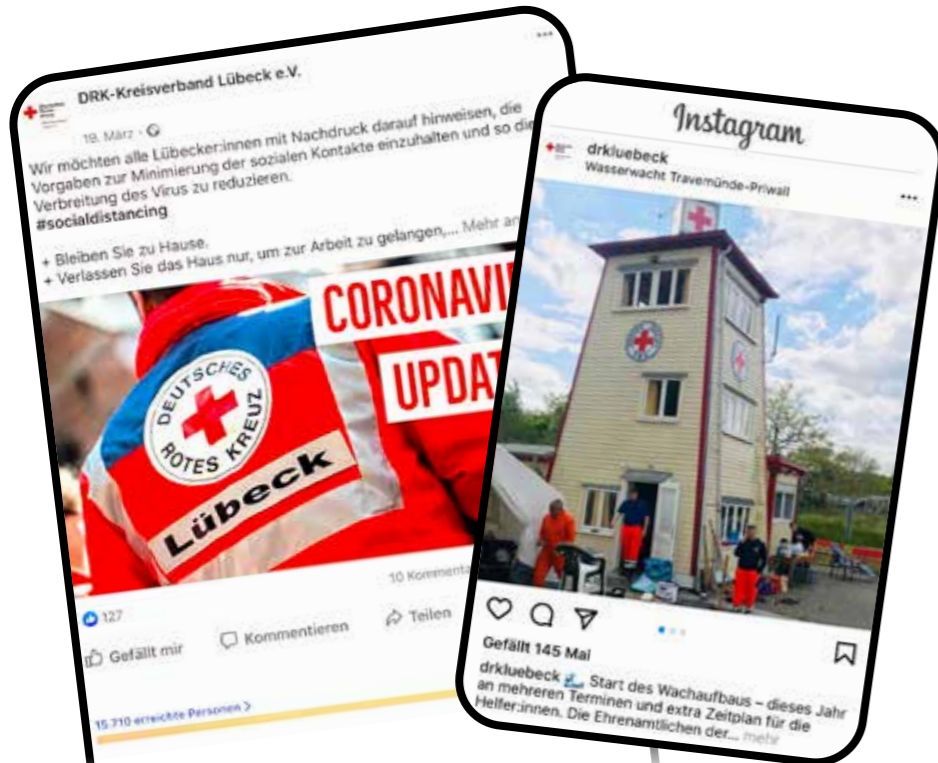 DRK-Kreisverband Lübeck e.V.
19. März ·
Wir möchten alle Lübecker:innen mit Nachdruck darauf hinweisen, die
Vorgaben zur Minimierung der sozialen Kontakte einzuhalten und so die
Verbreitung des Virus zu reduzieren.
#socialdistancing
+ Bleiben Sie zu Hause.
+ Verlassen Sie das Haus nur, um zur Arbeit zu gelangen,... Mehr an
CORONAVI
UPDA
DEUTSCHES
ROTES KREUZ
Lübeck
127
10 Kommenta
Gefällt mir
Kommentieren
Teilen
15.710 erreichte Personen >
Instagram
drkluebeck
Wasserwacht Travemünde-Priwall
Gefällt 145 Mal
drkluebeck Start des Wachaufbaus – dieses Jahr
an mehreren Terminen und extra Zeitplan für die
Helfer:innen. Die Ehrenamtlichen der... mehr